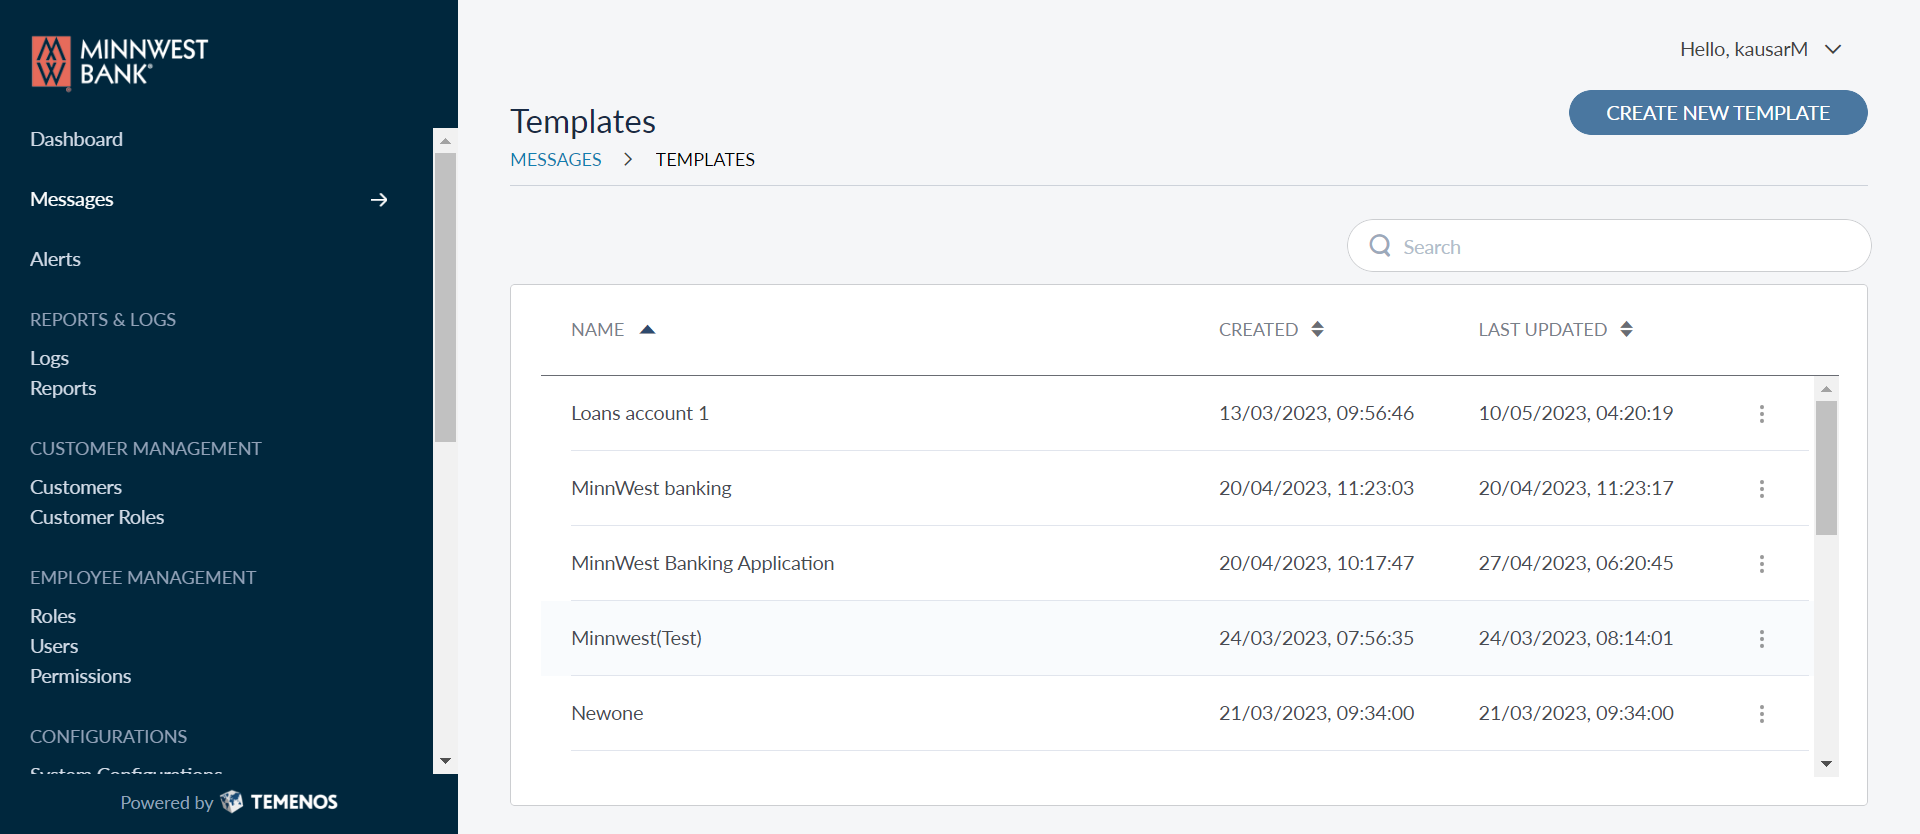 MINNWEST
BANK®
Dashboard
Messages
Alerts
REPORTS & LOGS
Logs
Reports
CUSTOMER MANAGEMENT
Customers
Customer Roles
EMPLOYEE MANAGEMENT
Roles
Users
Permissions
CONFIGURATIONS
System Configurations
Powered by TEMENOS
Hello, kausarM
Templates
CREATE NEW TEMPLATE
MESSAGES > TEMPLATES
Search
NAME CREATED LAST UPDATED
Loans account 1 13/03/2023, 09:56:46 10/05/2023, 04:20:19
MinnWest banking 20/04/2023, 11:23:03 20/04/2023, 11:23:17
MinnWest Banking Application 20/04/2023, 10:17:47 27/04/2023, 06:20:45
Minnwest(Test) 24/03/2023, 07:56:35 24/03/2023, 08:14:01
Newone 21/03/2023, 09:34:00 21/03/2023, 09:34:00